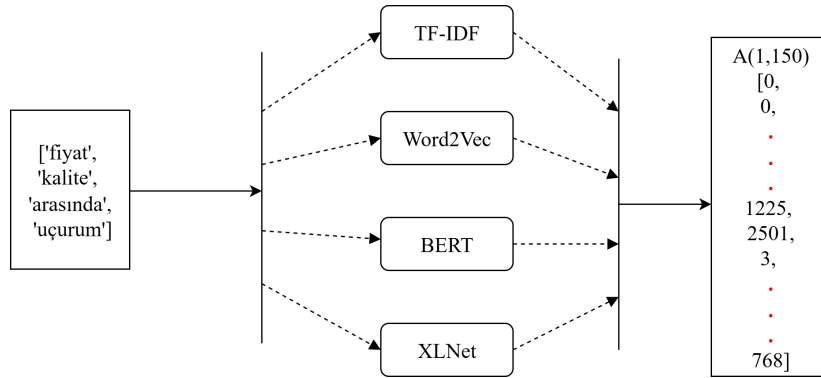 ['fiyat',
'kalite',
'arasında',
'uçurum']
TF-IDF
Word2Vec
BERT
XLNet
A(1,150)
[0,
0,
.
.
.
1225,
2501,
3,
.
.
.
768]